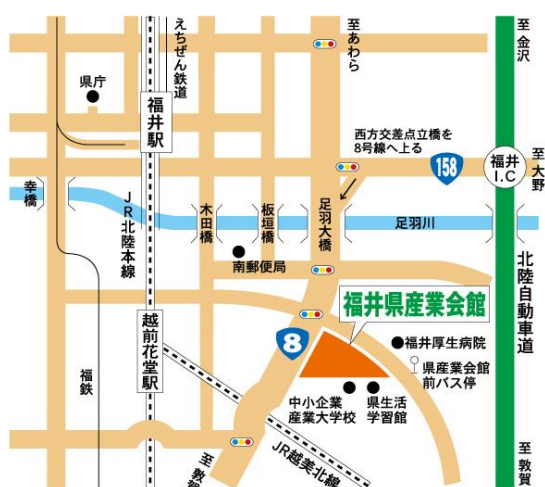 至あわら
至金沢
えちぜん鉄道
県庁
福井駅
西方交差点立橋を
8号線へ上る
158
福井
I.C
至大野
幸橋
JR北陸本線
木田橋
板垣橋
足羽大橋
足羽川
南郵便局
北陸自動車道
福井県産業会館
8
越前花堂駅
福井厚生病院
県産業会館
前バス停
福鉄
中小企業
産業大学校
県生活
学習館
JR越美北線
至敦賀
至敦賀